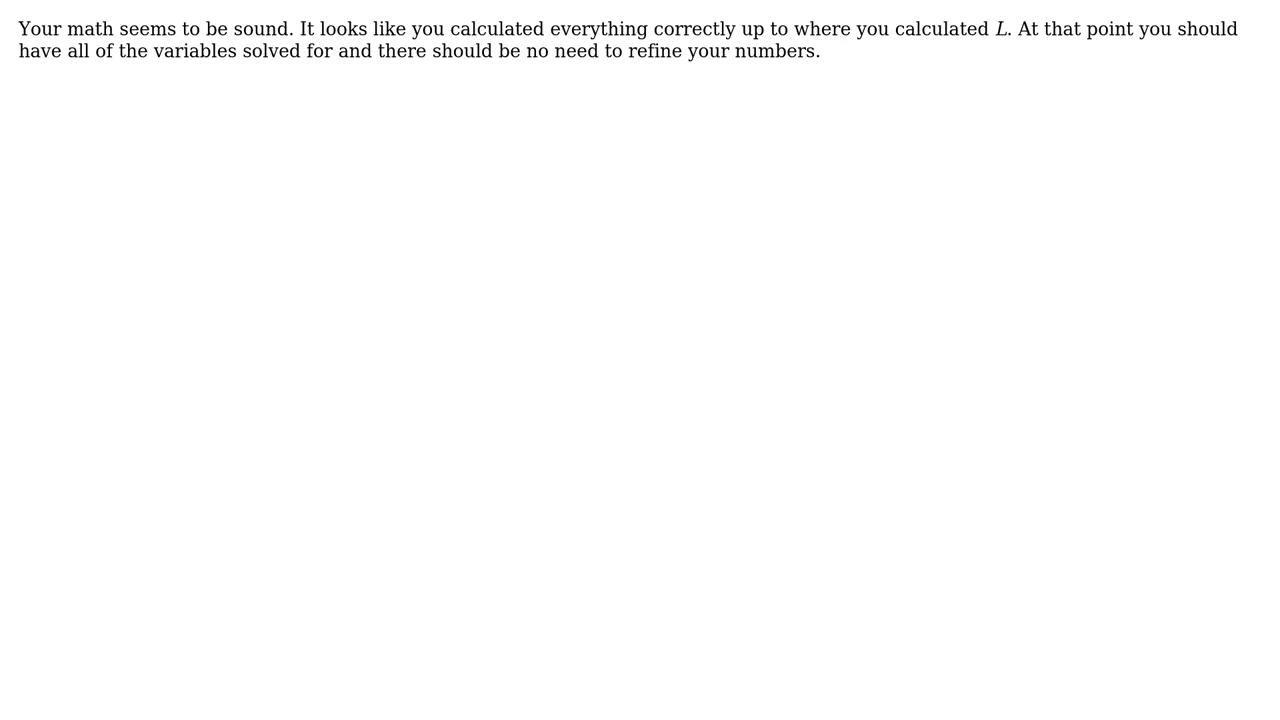 Your math seems to be sound. It looks like you calculated everything correctly up to where you calculated L. At that point you should
have all of the variables solved for and there should be no need to refine your numbers.